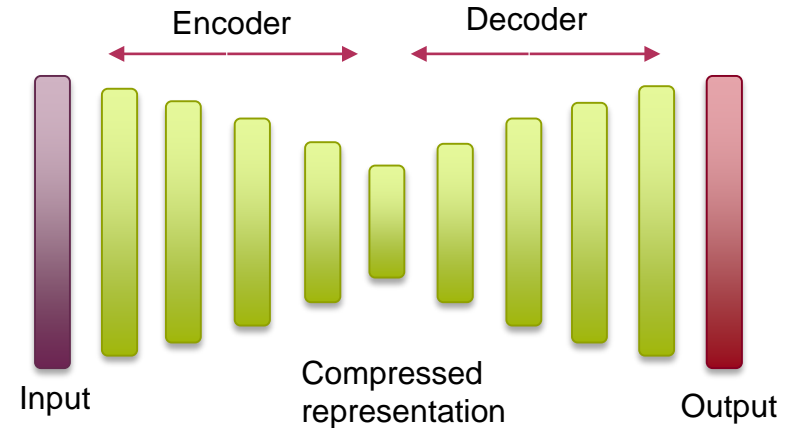 Encoder
Decoder
Input
Compressed
representation
Output